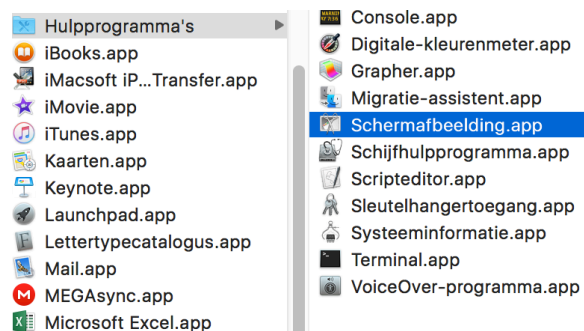 Hulpprogramma's
iBooks.app
iMacsoft iP...Transfer.app
iMovie.app
iTunes.app
Kaarten.app
Keynote.app
Launchpad.app
Lettertypecatalogus.app
Mail.app
MEGAsync.app
Microsoft Excel.app
Console.app
Digitale-kleurenmeter.app
Grapher.app
Migratie-assistent.app
Schermafbeelding.app
Schijfhulpprogramma.app
Scripteditor.app
Sleutelhangertoegang.app
Systeeminformatie.app
Terminal.app
VoiceOver-programma.app